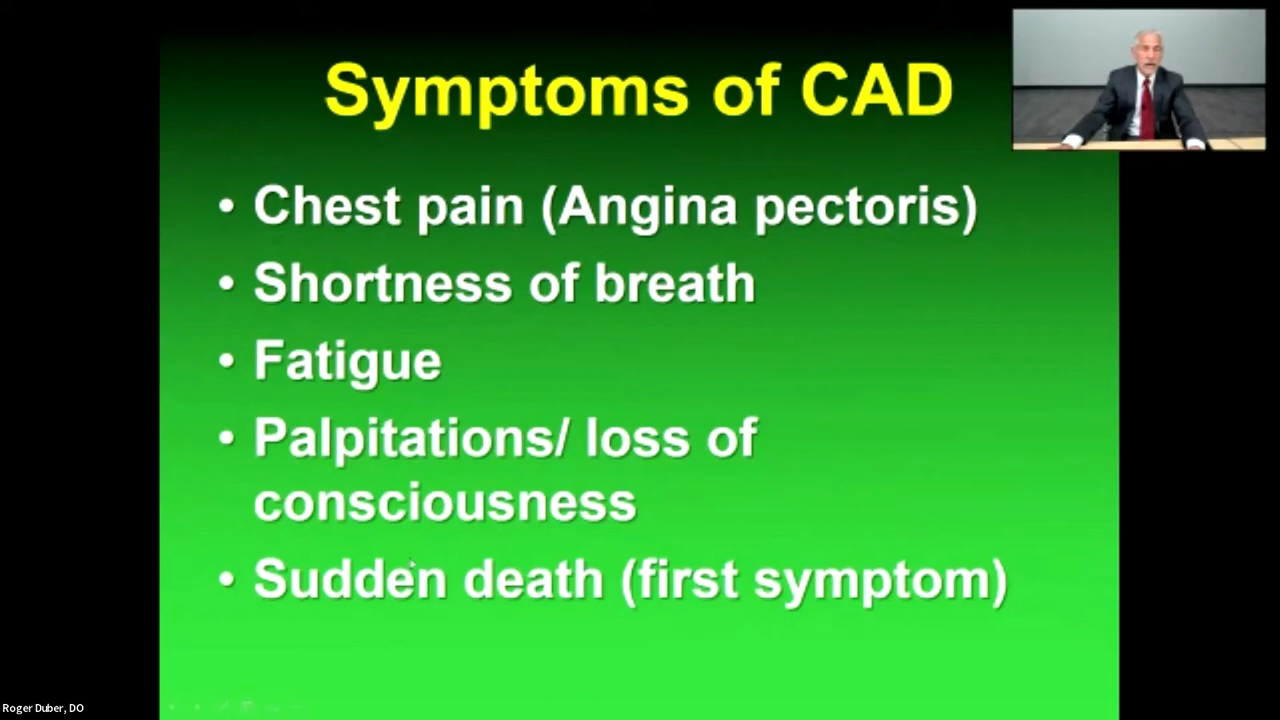 Symptoms of CAD
• Chest pain (Angina pectoris)
• Shortness of breath
• Fatigue
• Palpitations/ loss of
consciousness
• Sudden death (first symptom)
Roger Duber, DO